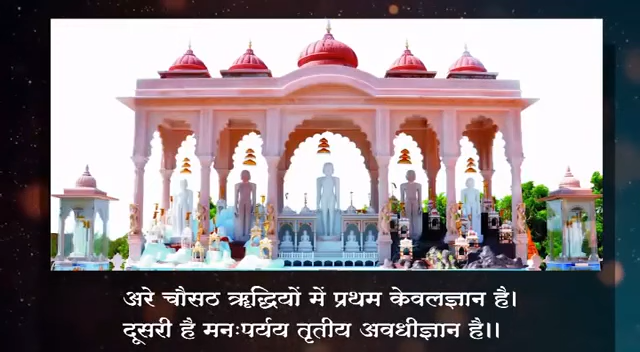 अरे चौसठ ऋद्धियों में प्रथम केवलज्ञान है।
दूसरी है मनःपर्यय तृतीय अवधीज्ञान है।।